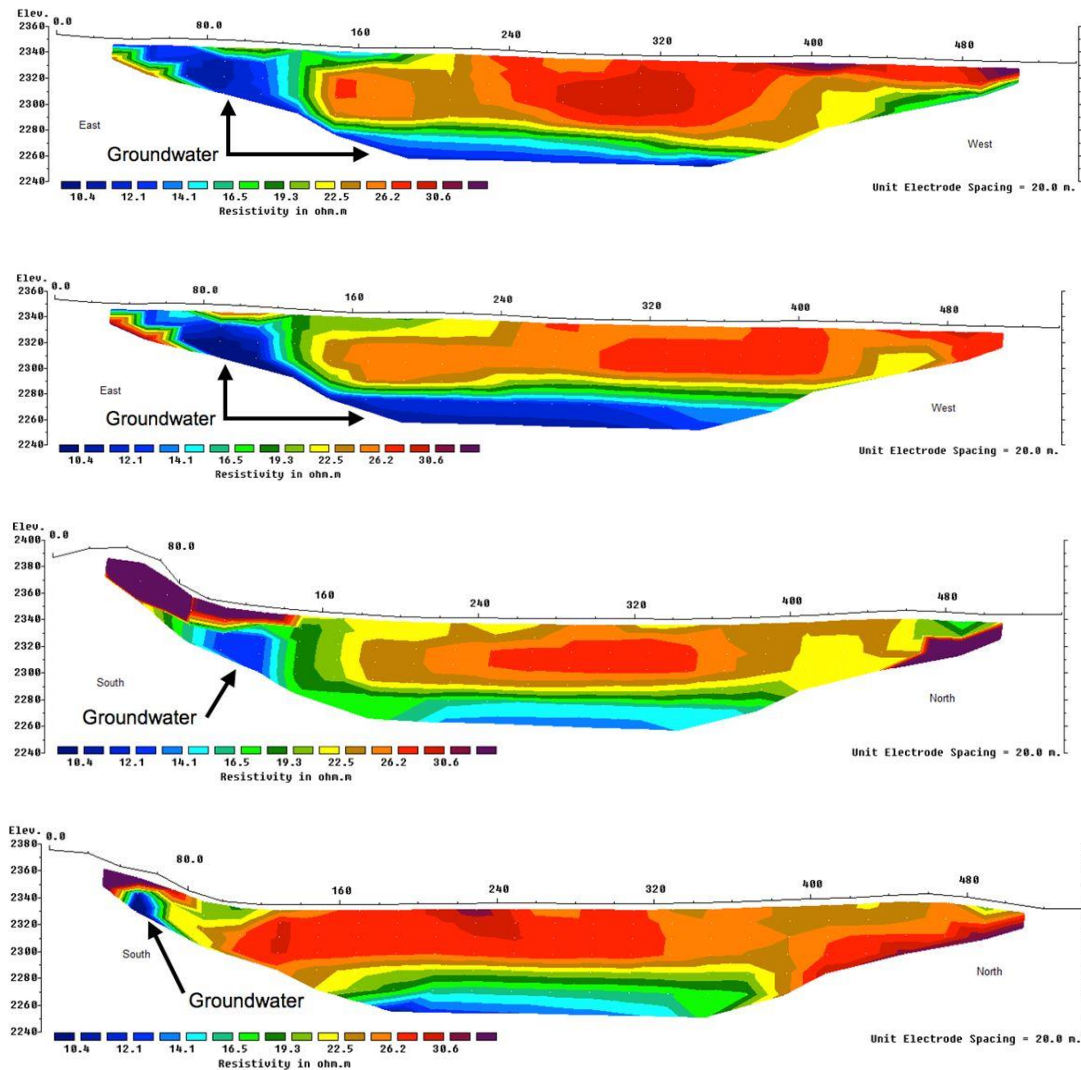 Elev. 0.0 80.0 160 240 320 400 480
2360
2340
2320
2300
2280
2260
2240
East
West
Groundwater
10.4 12.1 14.1 16.5 19.3 22.5 26.2 30.6
Resistivity in ohm.m
Unit Electrode Spacing = 20.0 m.
Elev. 0.0 80.0 160 240 320 400 480
2360
2340
2320
2300
2280
2260
2240
East
West
Groundwater
10.4 12.1 14.1 16.5 19.3 22.5 26.2 30.6
Resistivity in ohm.m
Unit Electrode Spacing = 20.0 m.
Elev. 0.0 80.0 160 240 320 400 480
2400
2380
2360
2340
2320
2300
2280
2260
2240
South
North
Groundwater
10.4 12.1 14.1 16.5 19.3 22.5 26.2 30.6
Resistivity in ohm.m
Unit Electrode Spacing = 20.0 m.
Elev. 0.0 80.0 160 240 320 400 480
2380
2360
2340
2320
2300
2280
2260
2240
South
North
Groundwater
10.4 12.1 14.1 16.5 19.3 22.5 26.2 30.6
Resistivity in ohm.m
Unit Electrode Spacing = 20.0 m.